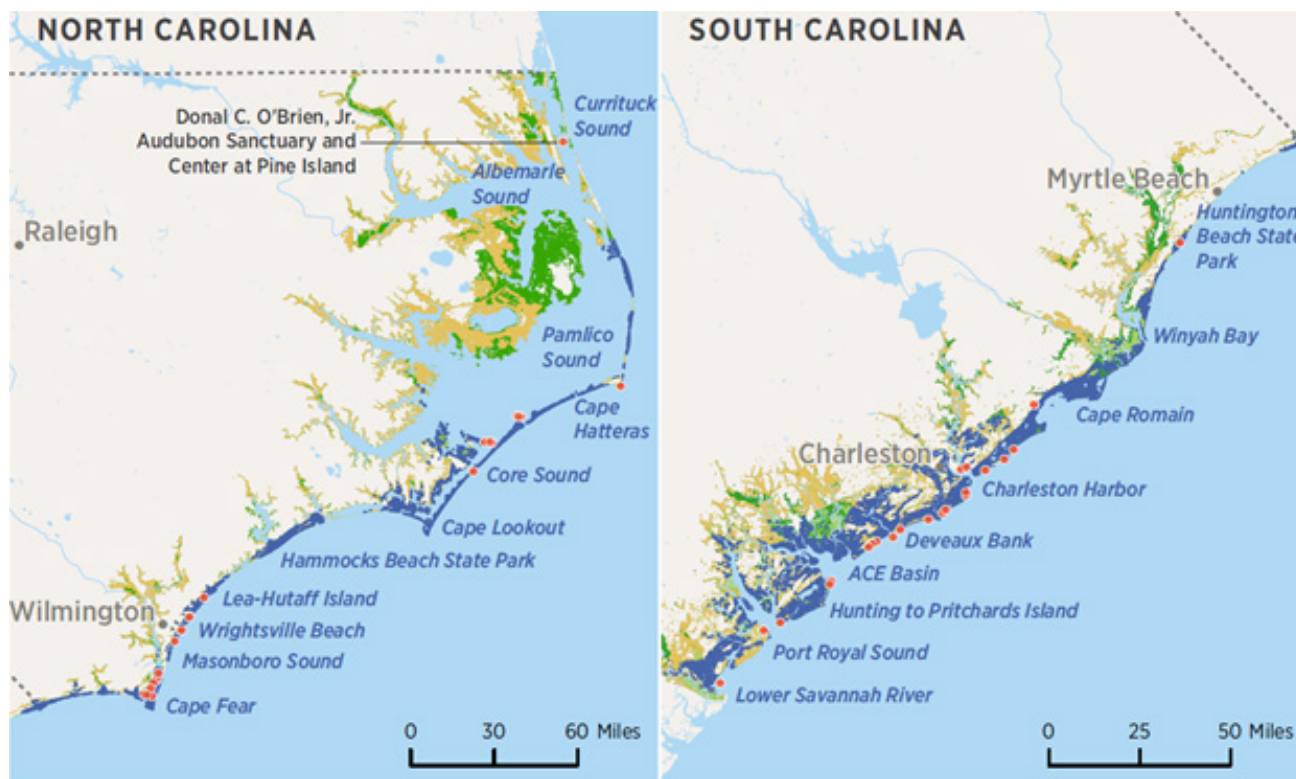 NORTH CAROLINA
Donal C. O'Brien, Jr.
Audubon Sanctuary and
Center at Pine Island
Currituck
Sound
Albemarle
Sound
Raleigh
Pamlico
Sound
Cape
Hatteras
Core Sound
Cape Lookout
Hammocks Beach State Park
Lea-Hutaff Island
Wilmington
Wrightsville Beach
Masonboro Sound
Cape Fear
0 30 60 Miles
SOUTH CAROLINA
Myrtle Beach
Huntington
Beach State
Park
Winyah Bay
Cape Romain
Charleston
Charleston Harbor
Deveaux Bank
ACE Basin
Hunting to Pritchards Island
Port Royal Sound
Lower Savannah River
0 25 50 Miles